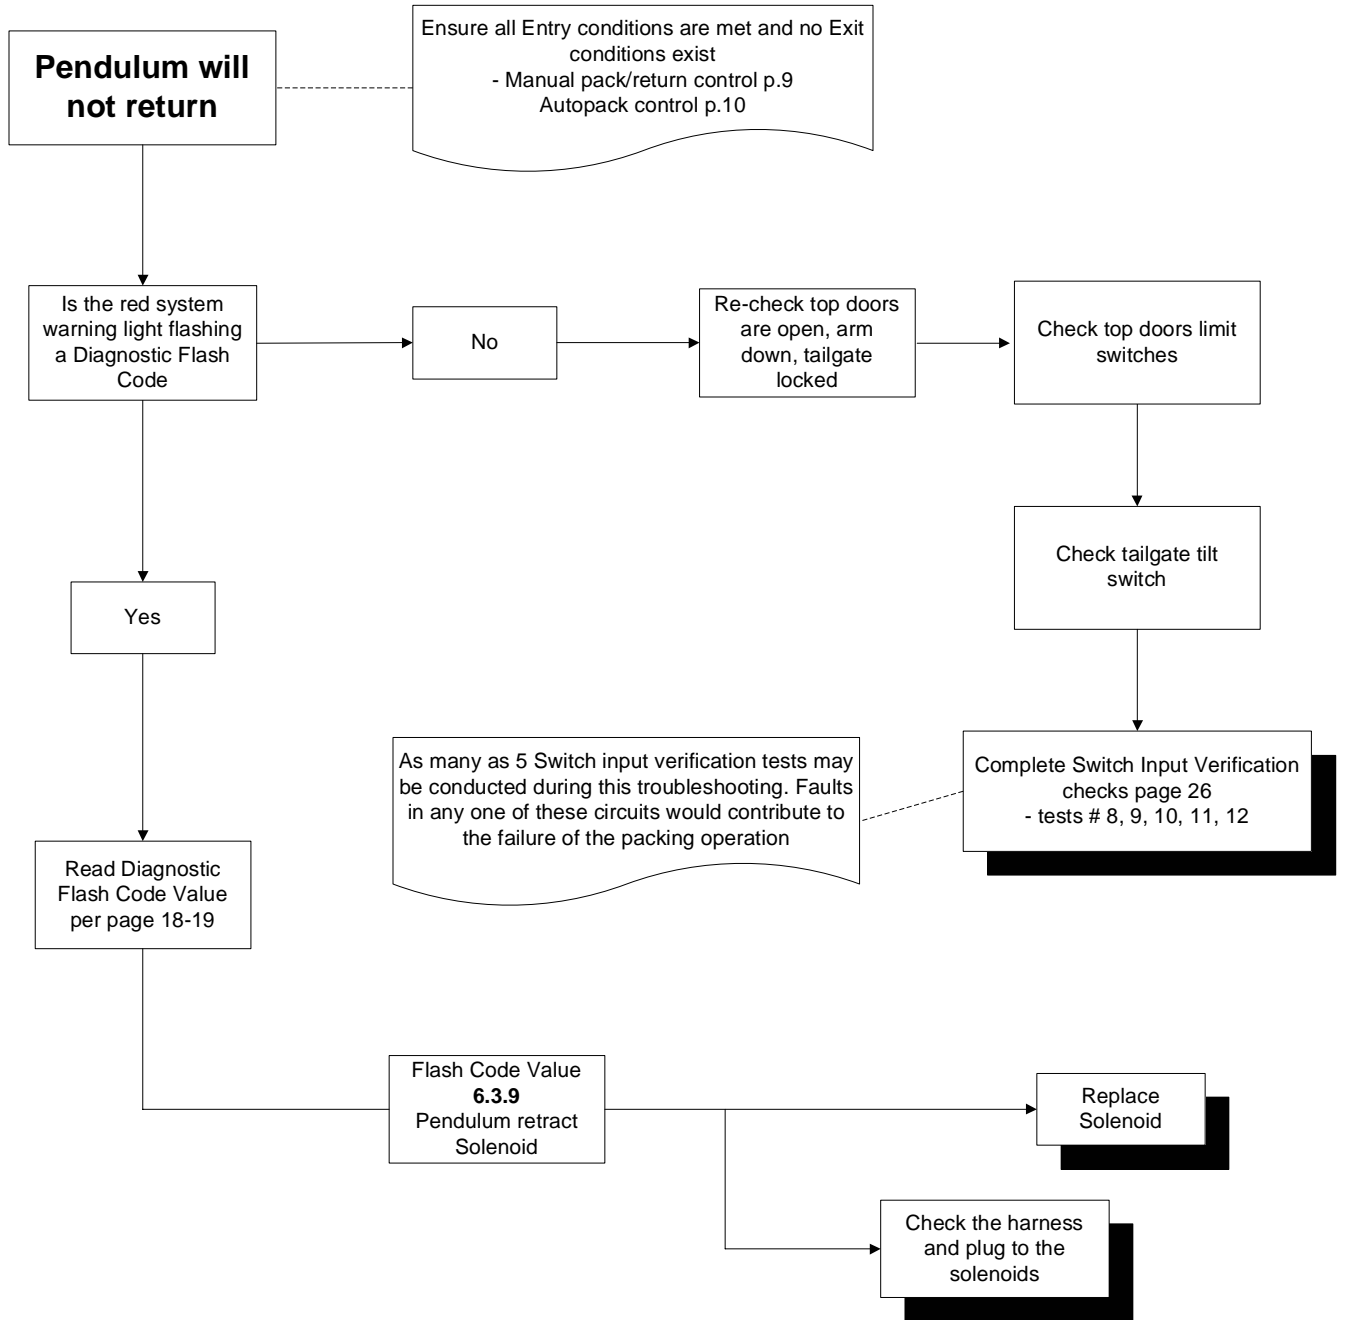 Pendulum will
not return
Ensure all Entry conditions are met and no Exit
conditions exist
- Manual pack/return control p.9
Autopack control p.10
Is the red system
warning light flashing
a Diagnostic Flash
Code
No
Re-check top doors
are open, arm
down, tailgate
locked
Check top doors limit
switches
Check tailgate tilt
switch
Yes
As many as 5 Switch input verification tests may
be conducted during this troubleshooting. Faults
in any one of these circuits would contribute to
the failure of the packing operation
Complete Switch Input Verification
checks page 26
- tests # 8, 9, 10, 11, 12
Read Diagnostic
Flash Code Value
per page 18-19
Flash Code Value
6.3.9
Pendulum retract
Solenoid
Replace
Solenoid
Check the harness
and plug to the
solenoids